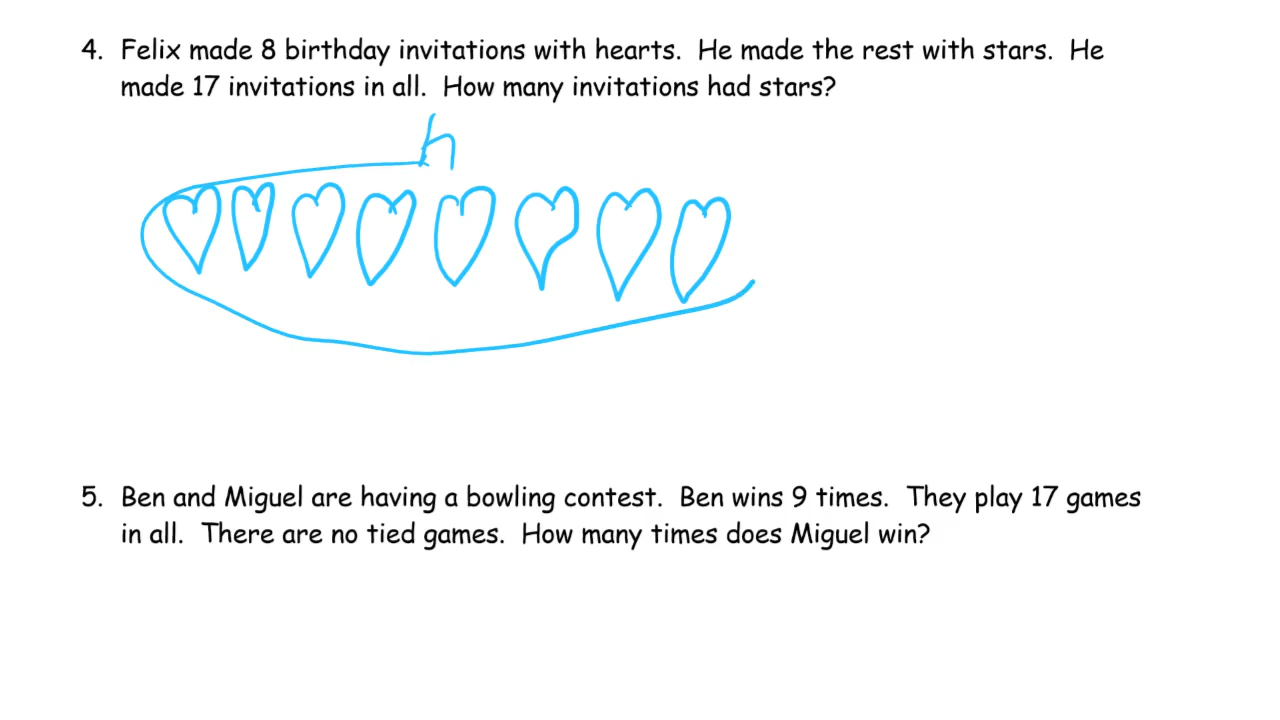 4. Felix made 8 birthday invitations with hearts. He made the rest with stars. He
made 17 invitations in all. How many invitations had stars?
h
5. Ben and Miguel are having a bowling contest. Ben wins 9 times. They play 17 games
in all. There are no tied games. How many times does Miguel win?